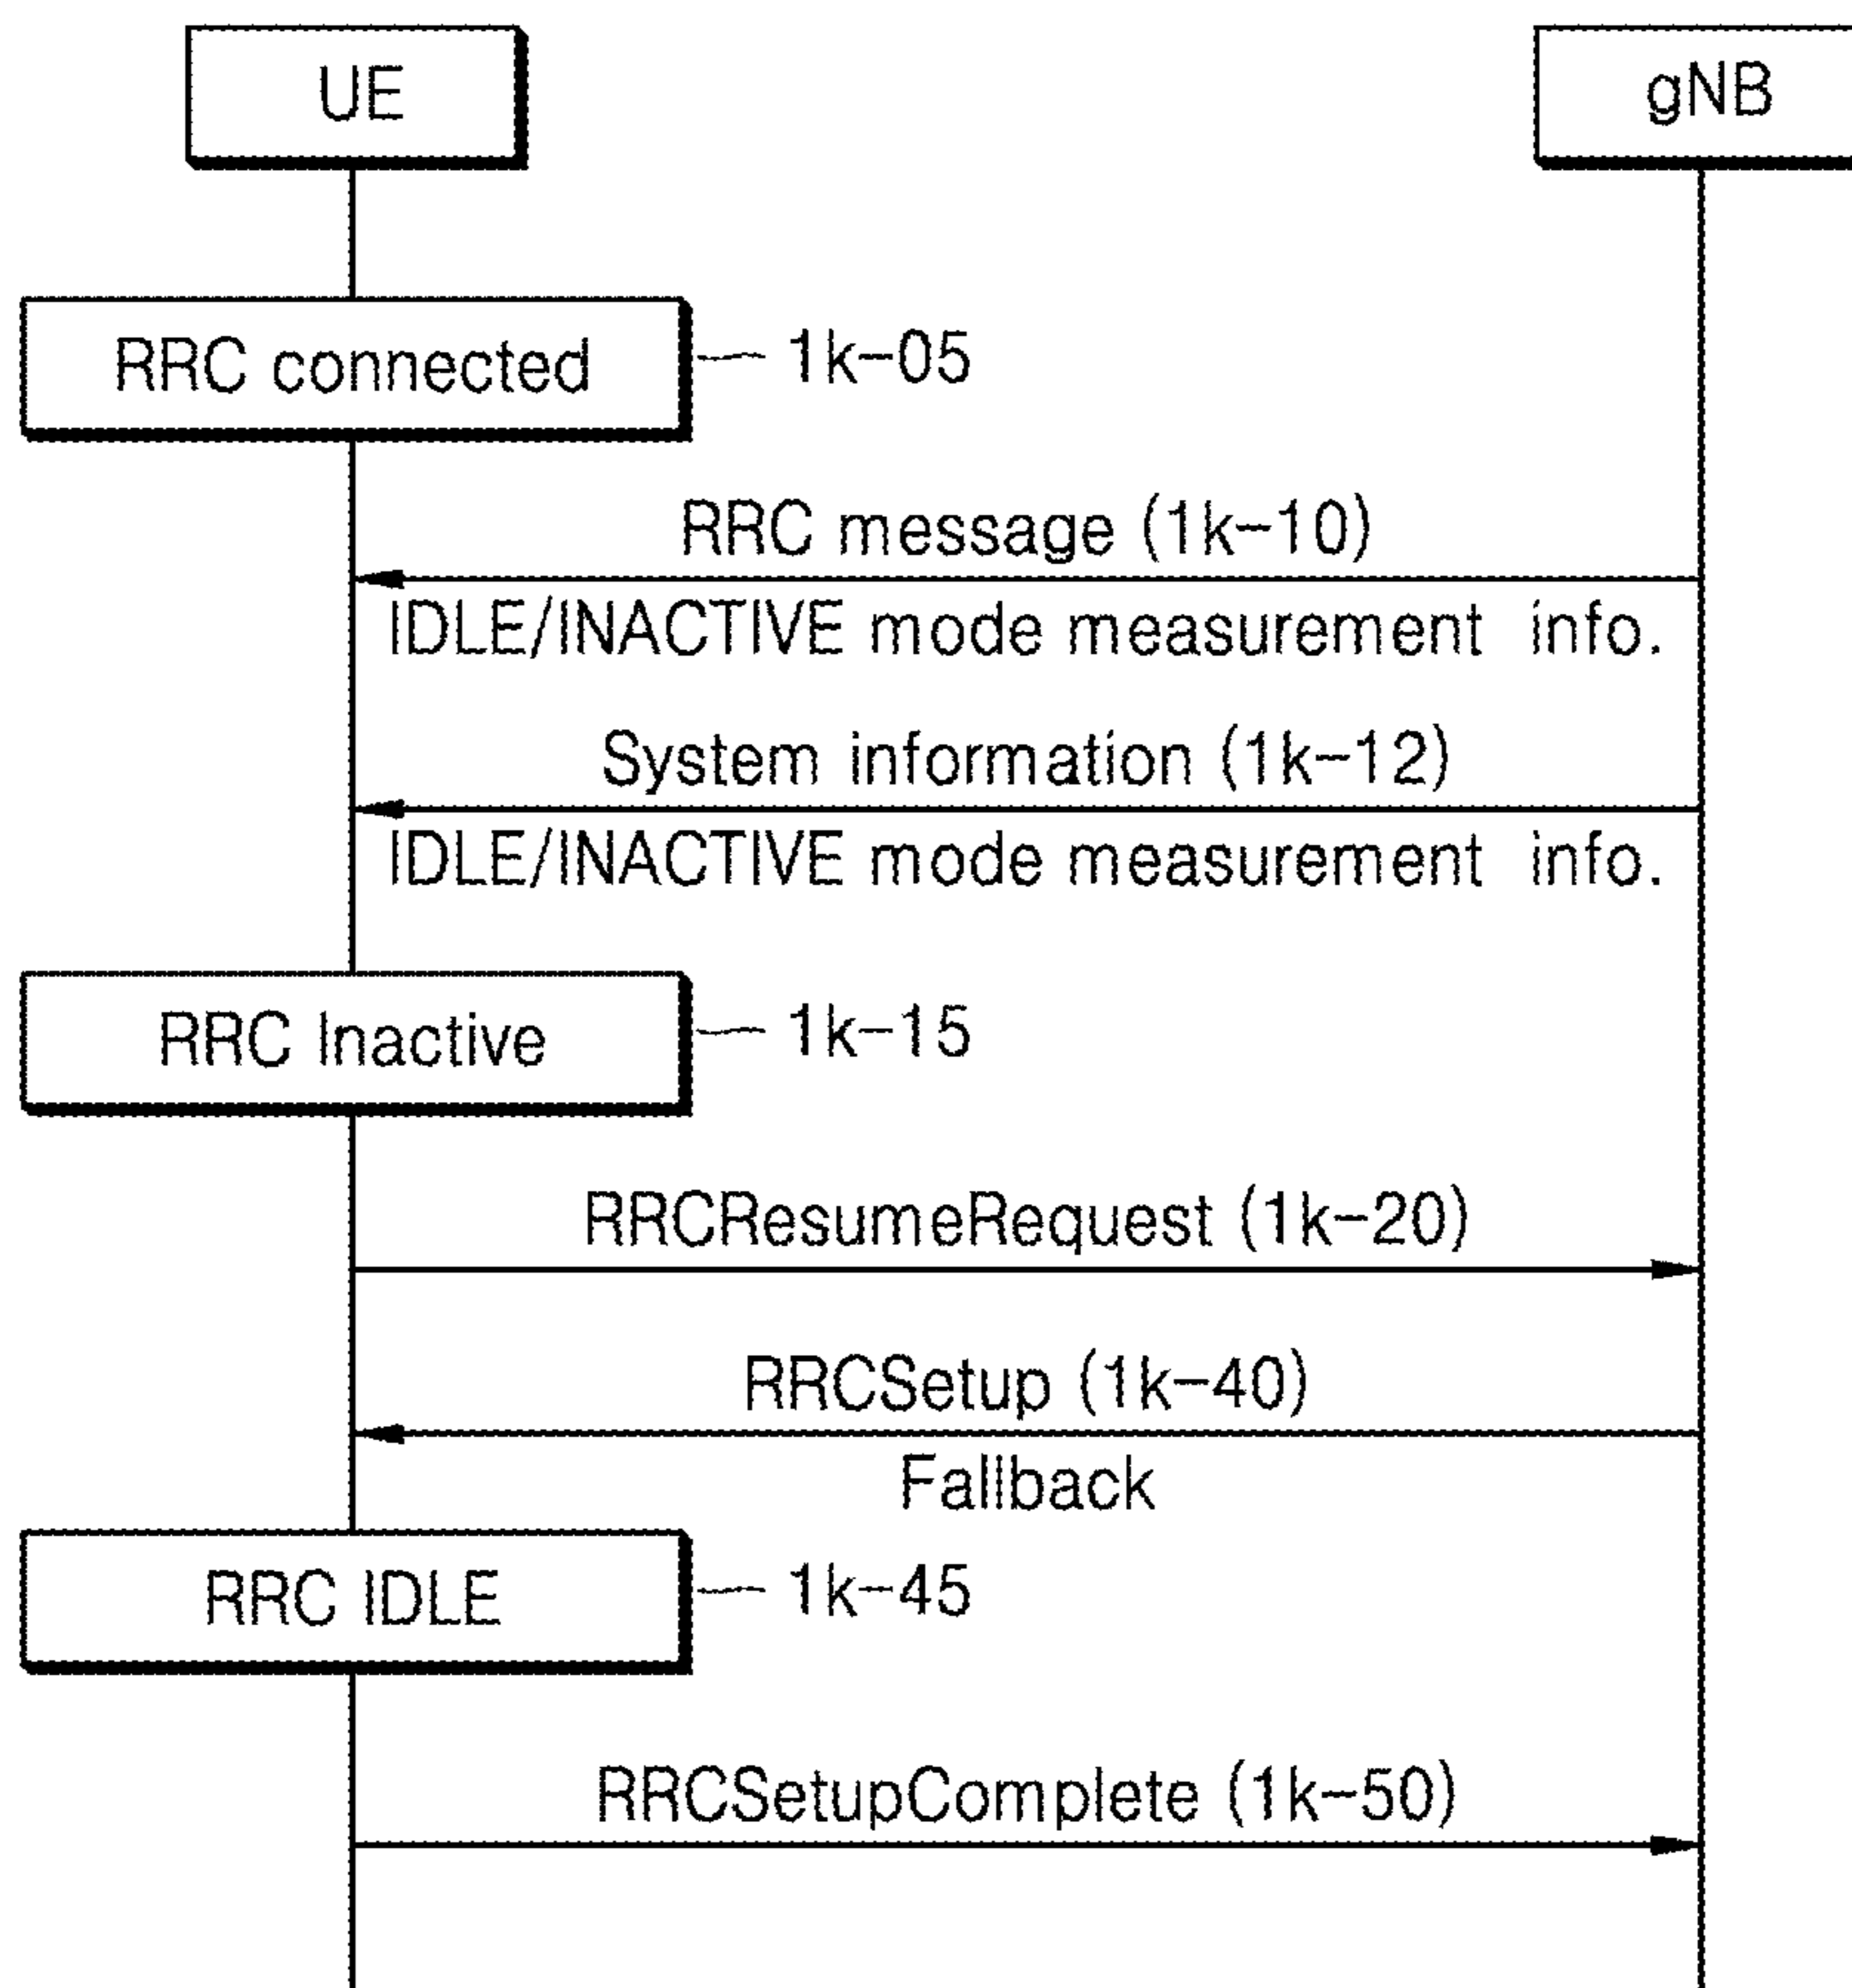 UE
gNB
RRC connected
1k-05
RRC message (1k-10)
IDLE/INACTIVE mode measurement info.
System information (1k-12)
IDLE/INACTIVE mode measurement info.
RRC Inactive
1k-15
RRCResumeRequest (1k-20)
RRCSetup (1k-40)
Fallback
RRC IDLE
1k-45
RRCSetupComplete (1k-50)